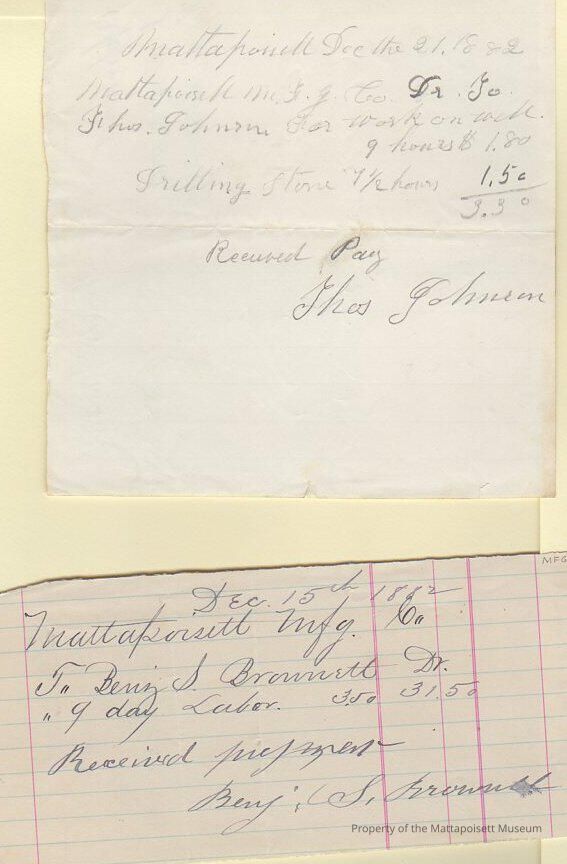 Mattapoisett Dec the 21. 1882
Mattapoisett M.F.g. Co. Dr. To.
Thos. Johnson For work on well.
9 hours $ 1.80
Drilling Stone 7 1/2 hours 1.50
3.30
Received Pay
Thos Johnson
MFG
Dec. 15th 1882
Mattapoisett Mfg. Co
To Benj S. Brownell Dr.
" 9 day Labor. 3.50 31.50
Received payment
Benj. S. Brownell
Property of the Mattapoisett Museum